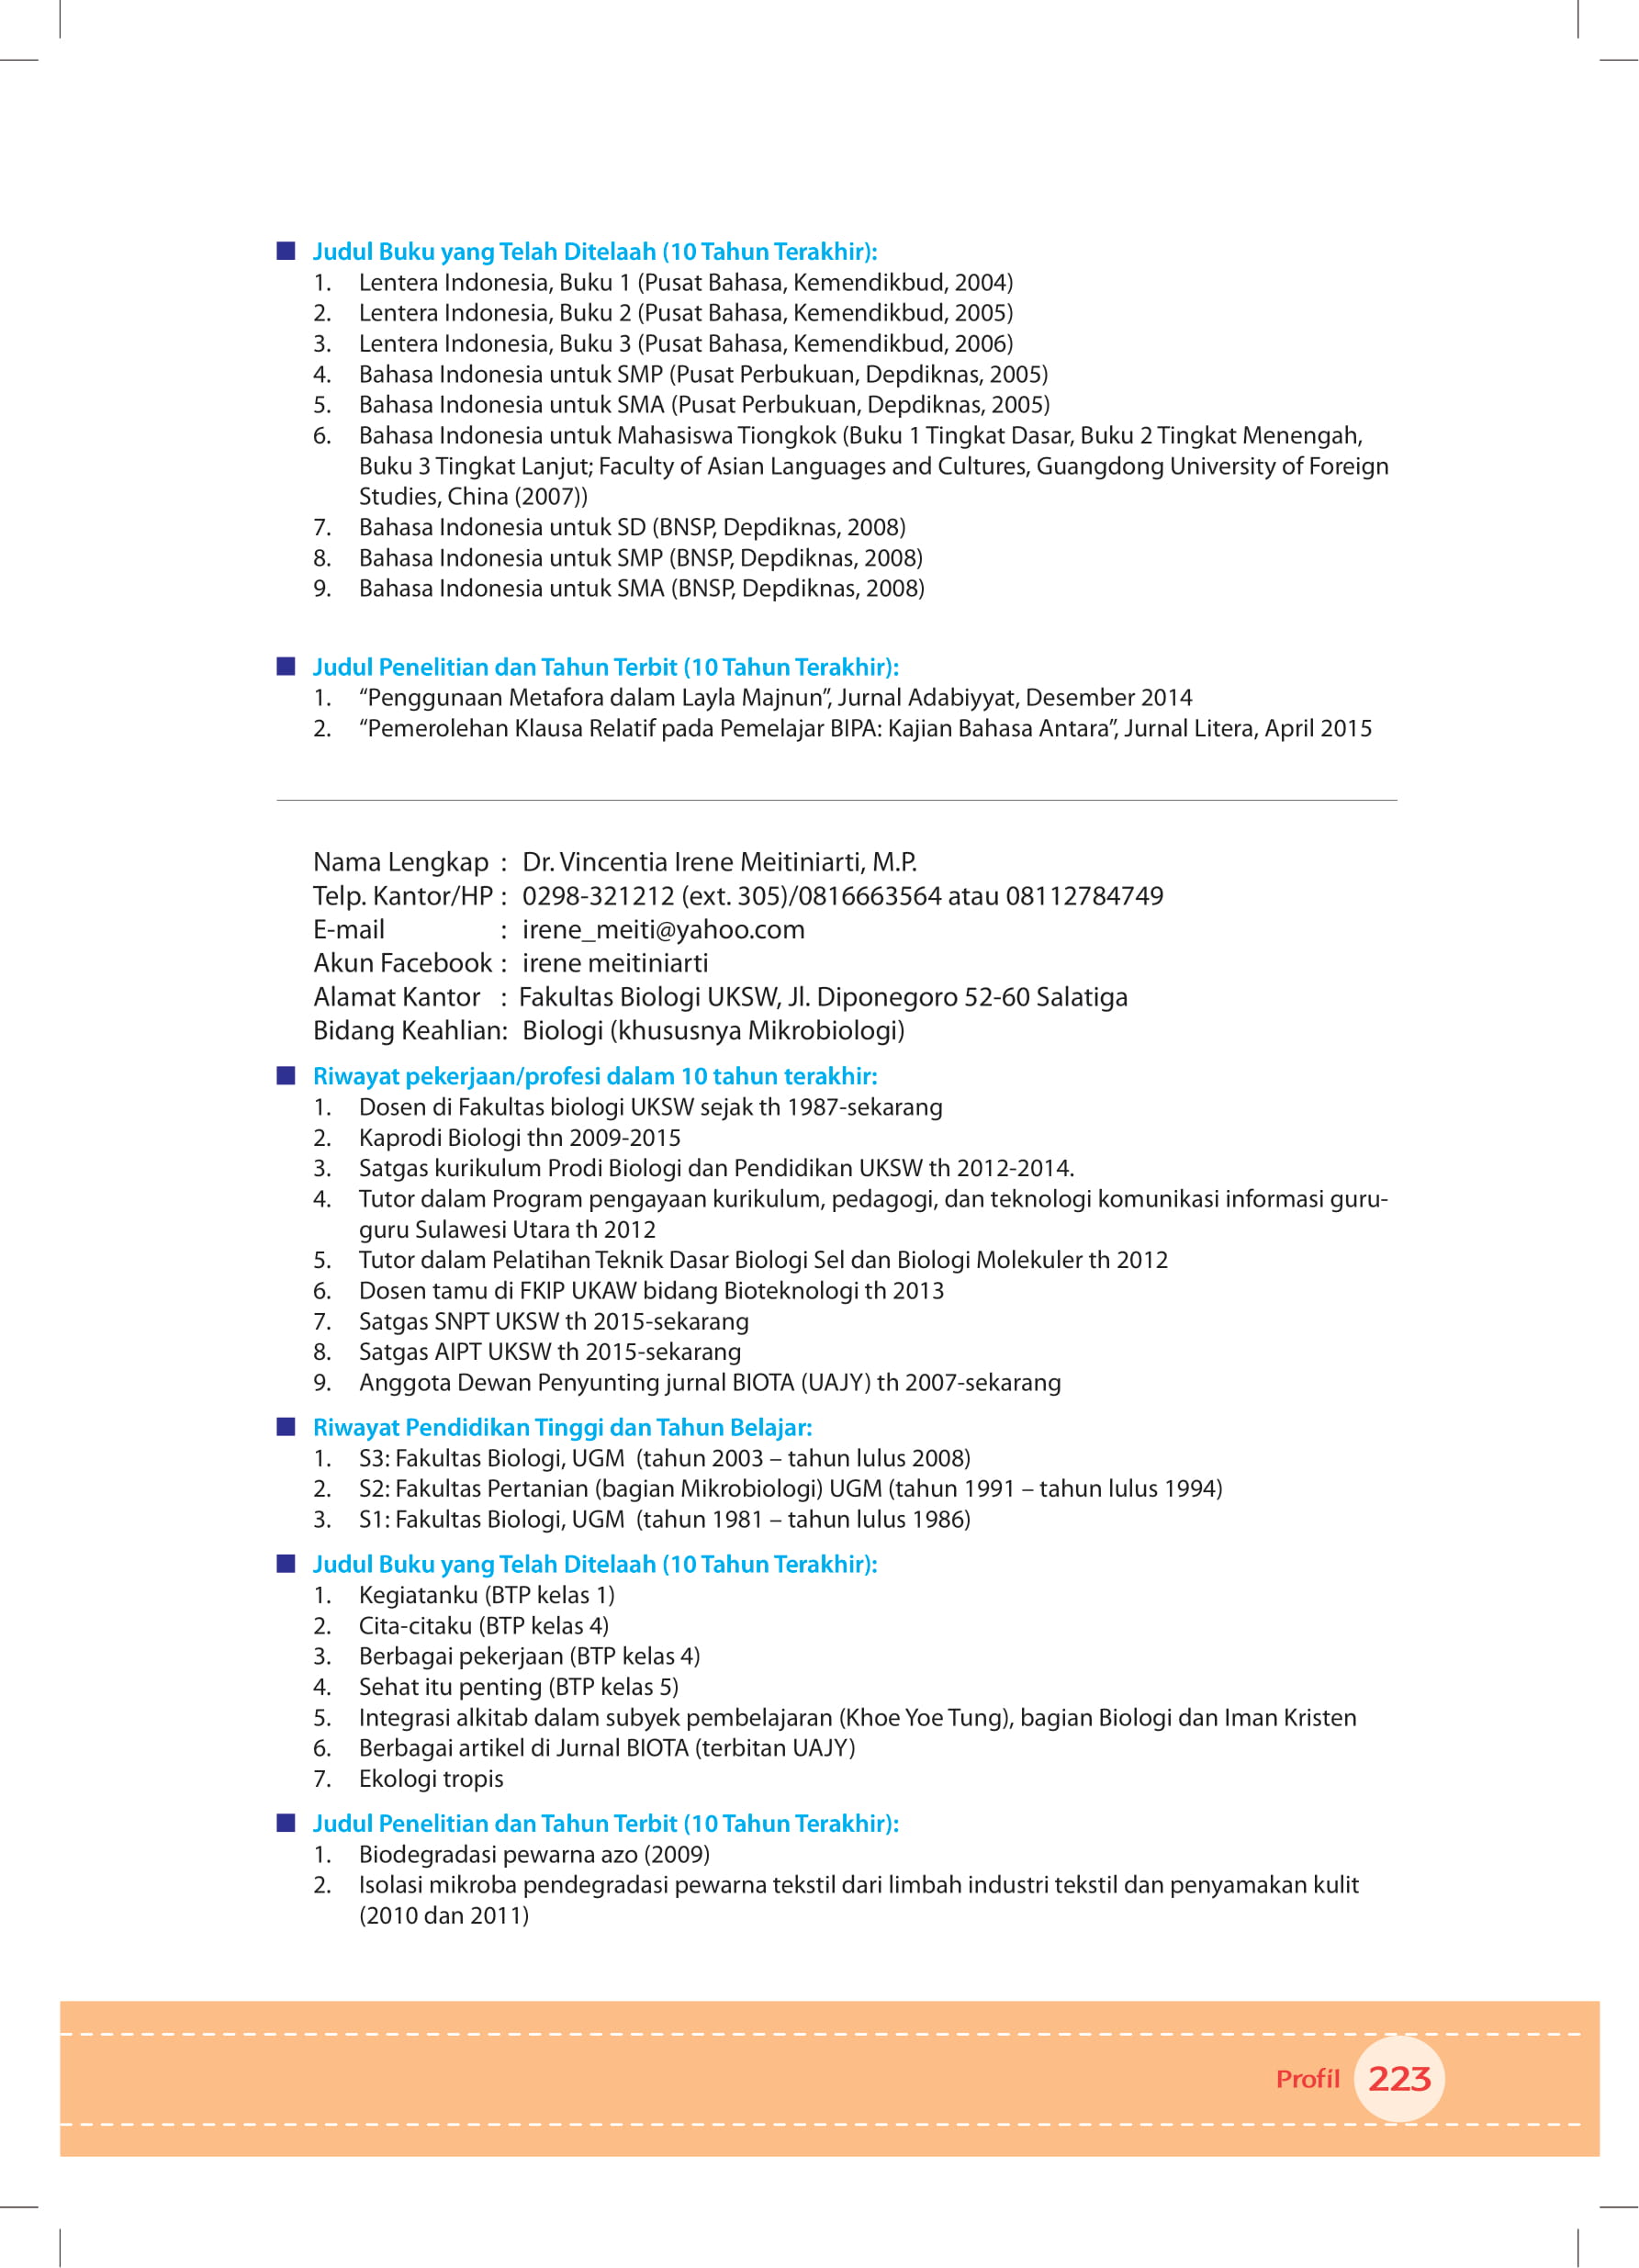 Judul Buku yang Telah Ditelaah (10 Tahun Terakhir):
1. Lentera Indonesia, Buku 1 (Pusat Bahasa, Kemendikbud, 2004)
2. Lentera Indonesia, Buku 2 (Pusat Bahasa, Kemendikbud, 2005)
3. Lentera Indonesia, Buku 3 (Pusat Bahasa, Kemendikbud, 2006)
4. Bahasa Indonesia untuk SMP (Pusat Perbukuan, Depdiknas, 2005)
5. Bahasa Indonesia untuk SMA (Pusat Perbukuan, Depdiknas, 2005)
6. Bahasa Indonesia untuk Mahasiswa Tiongkok (Buku 1 Tingkat Dasar, Buku 2 Tingkat Menengah,
Buku 3 Tingkat Lanjut; Faculty of Asian Languages and Cultures, Guangdong University of Foreign
Studies, China (2007))
7. Bahasa Indonesia untuk SD (BNSP, Depdiknas, 2008)
8. Bahasa Indonesia untuk SMP (BNSP, Depdiknas, 2008)
9. Bahasa Indonesia untuk SMA (BNSP, Depdiknas, 2008)
Judul Penelitian dan Tahun Terbit (10 Tahun Terakhir):
1. “Penggunaan Metafora dalam Layla Majnun”, Jurnal Adabiyyat, Desember 2014
2. “Pemerolehan Klausa Relatif pada Pemelajar BIPA: Kajian Bahasa Antara”, Jurnal Litera, April 2015
Nama Lengkap : Dr. Vincentia Irene Meitiniarti, M.P.
Telp. Kantor/HP : 0298-321212 (ext. 305)/0816663564 atau 08112784749
E-mail : irene_meiti@yahoo.com
Akun Facebook : irene meitiniarti
Alamat Kantor : Fakultas Biologi UKSW, Jl. Diponegoro 52-60 Salatiga
Bidang Keahlian: Biologi (khususnya Mikrobiologi)
Riwayat pekerjaan/profesi dalam 10 tahun terakhir:
1. Dosen di Fakultas biologi UKSW sejak th 1987-sekarang
2. Kaprodi Biologi thn 2009-2015
3. Satgas kurikulum Prodi Biologi dan Pendidikan UKSW th 2012-2014.
4. Tutor dalam Program pengayaan kurikulum, pedagogi, dan teknologi komunikasi informasi guru-
guru Sulawesi Utara th 2012
5. Tutor dalam Pelatihan Teknik Dasar Biologi Sel dan Biologi Molekuler th 2012
6. Dosen tamu di FKIP UKAW bidang Bioteknologi th 2013
7. Satgas SNPT UKSW th 2015-sekarang
8. Satgas AIPT UKSW th 2015-sekarang
9. Anggota Dewan Penyunting jurnal BIOTA (UAJY) th 2007-sekarang
Riwayat Pendidikan Tinggi dan Tahun Belajar:
1. S3: Fakultas Biologi, UGM (tahun 2003 – tahun lulus 2008)
2. S2: Fakultas Pertanian (bagian Mikrobiologi) UGM (tahun 1991 – tahun lulus 1994)
3. S1: Fakultas Biologi, UGM (tahun 1981 – tahun lulus 1986)
Judul Buku yang Telah Ditelaah (10 Tahun Terakhir):
1. Kegiatanku (BTP kelas 1)
2. Cita-citaku (BTP kelas 4)
3. Berbagai pekerjaan (BTP kelas 4)
4. Sehat itu penting (BTP kelas 5)
5. Integrasi alkitab dalam subyek pembelajaran (Khoe Yoe Tung), bagian Biologi dan Iman Kristen
6. Berbagai artikel di Jurnal BIOTA (terbitan UAJY)
7. Ekologi tropis
Judul Penelitian dan Tahun Terbit (10 Tahun Terakhir):
1. Biodegradasi pewarna azo (2009)
2. Isolasi mikroba pendegradasi pewarna tekstil dari limbah industri tekstil dan penyamakan kulit
(2010 dan 2011)
Profil 223